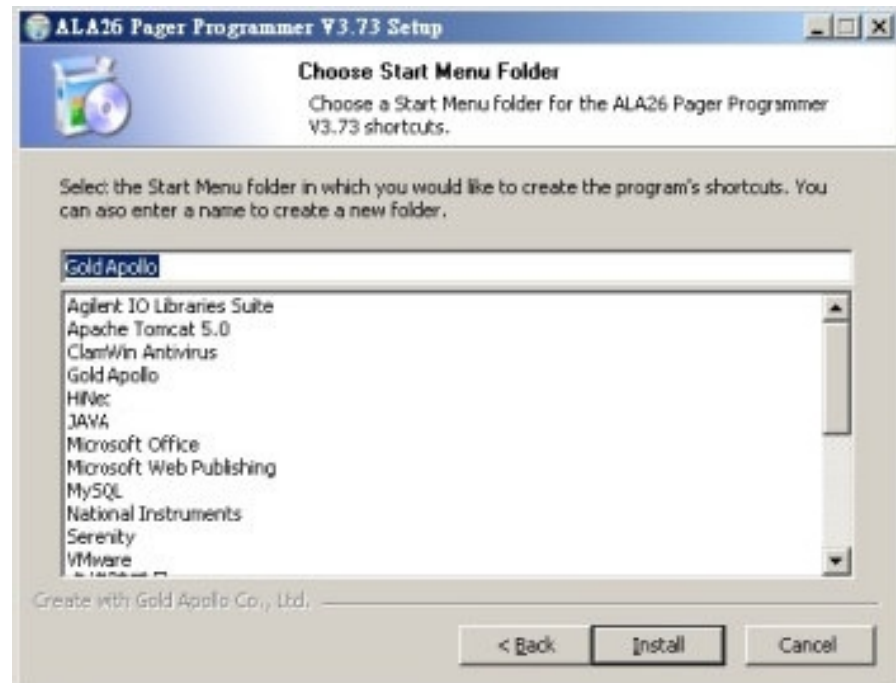 ALA26 Pager Programmer V3.73 Setup
Choose Start Menu Folder
Choose a Start Menu folder for the ALA26 Pager Programmer
V3.73 shortcuts.
Select the Start Menu folder in which you would like to create the program's shortcuts. You
can aso enter a name to create a new folder.
Gold Apollo
Agilent IO Libraries Suite
Apache Tomcat 5.0
ClamWin Antivirus
Gold Apollo
HiNet
JAVA
Microsoft Office
Microsoft Web Publishing
MySQL
National Instruments
Serenity
VMware
Create with Gold Apollo Co., Ltd.
< Back
Install
Cancel